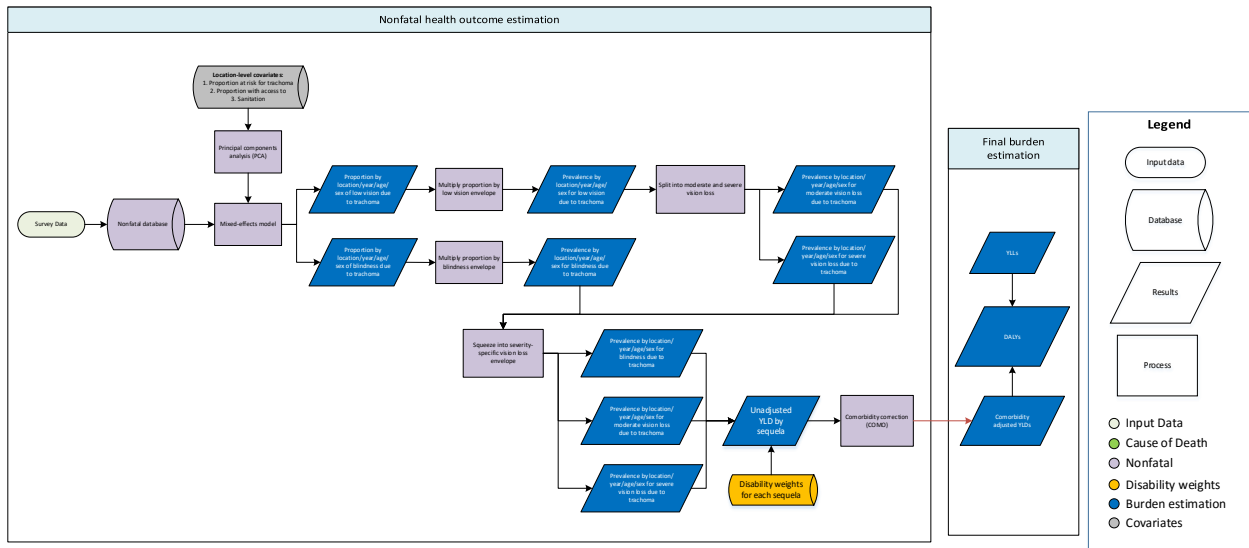 Nonfatal health outcome estimation
Location-level covariates:
1. Proportion at risk for trachoma
2. Proportion with access to
3. Sanitation
Principal components
analysis (PCA)
Survey Data
Nonfatal database
Mixed-effects model
Proportion by
location/year/age/
sex of low vision due
to trachoma
Multiply proportion by
low vision envelope
Prevalence by
location/year/age/
sex for low vision
due to trachoma
Split into moderate and severe
vision loss
Prevalence by location/
year/age/sex for
moderate vision loss
due to trachoma
Proportion by
location/year/age/
sex of blindness due
to trachoma
Multiply proportion by
blindness envelope
Prevalence by
location/year/age/
sex for blindness due
to trachoma
Prevalence by location/
year/age/sex for severe
vision loss due to
trachoma
Squeeze into severity-
specific vision loss
envelope
Prevalence by location/
year/age/sex for
blindness due to
trachoma
Prevalence by location/
year/age/sex for
moderate vision loss
due to trachoma
Prevalence by location/
year/age/sex for severe
vision loss due to
trachoma
Unadjusted
YLD by
sequela
Disability weights
for each sequela
Comorbidity correction
(COMO)
Final burden
estimation
YLLs
DALYs
Comorbidity
adjusted YLDs
Legend
Input data
Database
Results
Process
Input Data
Cause of Death
Nonfatal
Disability weights
Burden estimation
Covariates